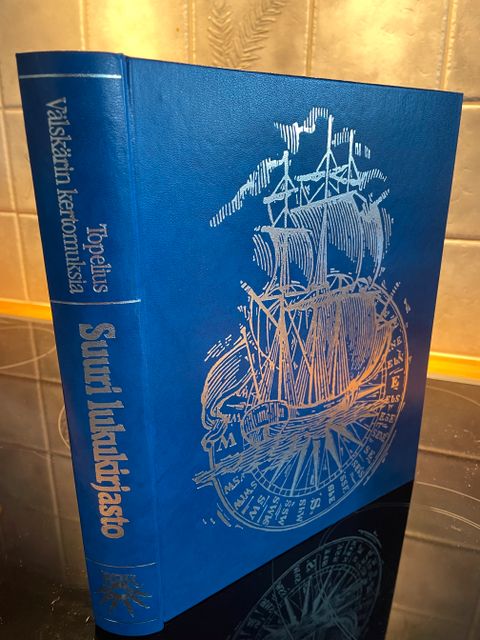 Topelius
Välskärin kertomuksia
Suuri lukukirjasto
M
E
S